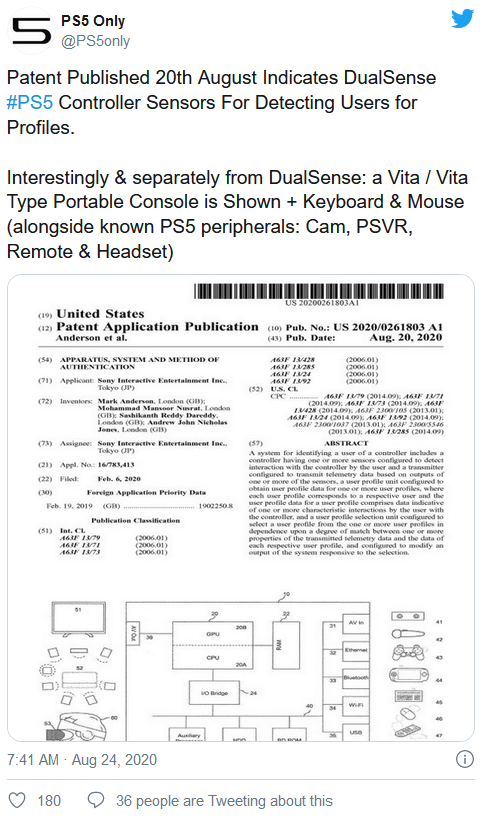 PS5 Only
@PS5only
Patent Published 20th August Indicates DualSense
#PS5 Controller Sensors For Detecting Users for
Profiles.
Interestingly & separately from DualSense: a Vita / Vita
Type Portable Console is Shown + Keyboard & Mouse
(alongside known PS5 peripherals: Cam, PSVR,
Remote & Headset)
US 20200261803A1
(19) United States
(12) Patent Application Publication
Anderson et al.
(10) Pub. No.: US 2020/0261803 A1
(43) Pub. Date: Aug. 20, 2020
(54) APPARATUS, SYSTEM AND METHOD OF
AUTHENTICATION
(71) Applicant: Sony Interactive Entertainment Inc.,
Tokyo (JP)
(72) Inventors: Mark Anderson, London (GB);
Mohammad Mansoor Nusrat, London
(GB); Sashikanth Reddy Dareddy,
London (GB); Andrew John Nicholas
Jones, London (GB)
(73) Assignee: Sony Interactive Entertainment Inc.,
Tokyo (JP)
(21) Appl. No.: 16/783,413
(22) Filed: Feb. 6, 2020
(30) Foreign Application Priority Data
Feb. 19, 2019 (GB) ........................ 1902250.8
Publication Classification
(51) Int. Cl.
A63F 13/79 (2006.01)
A63F 13/71 (2006.01)
A63F 13/73 (2006.01)
A63F 13/428 (2006.01)
A63F 13/285 (2006.01)
A63F 13/24 (2006.01)
A63F 13/92 (2006.01)
(52) U.S. Cl.
CPC .......... A63F 13/79 (2014.09); A63F 13/71
(2014.09); A63F 13/73 (2014.09); A63F
13/428 (2014.09); A63F 2300/105 (2013.01);
A63F 13/24 (2014.09); A63F 13/92 (2014.09);
A63F 2300/1037 (2013.01); A63F 2300/5546
(2013.01); A63F 13/285 (2014.09)
(57) ABSTRACT
A system for identifying a user of a controller includes a
controller having one or more sensors configured to detect
interaction with the controller by the user and a transmitter
configured to transmit telemetry data based on outputs of
one or more of the sensors, a user profile unit configured to
obtain user profile data for one or more user profiles, where
each user profile corresponds to a respective user and the
user profile data for a user profile comprises data indicative
of one or more characteristic interactions by the user with
the controller, and a user profile selection unit configured to
select a user profile from the one or more user profiles in
dependence upon a degree of match between one or more
properties of the transmitted telemetry data and the data of
each respective user profile, and configured to modify an
output of the system responsive to the selection.
10
51
20
22
20B
GPU
RAM
CPU
20A
I/O Bridge
24
40
36
31
AV In
32
Ethernet
33
Bluetooth
34
Wi-Fi
35
USB
41
42
43
44
45
46
47
52
53
60
Auxiliary
HDD
BD ROM
7:41 AM · Aug 24, 2020
180
36 people are Tweeting about this